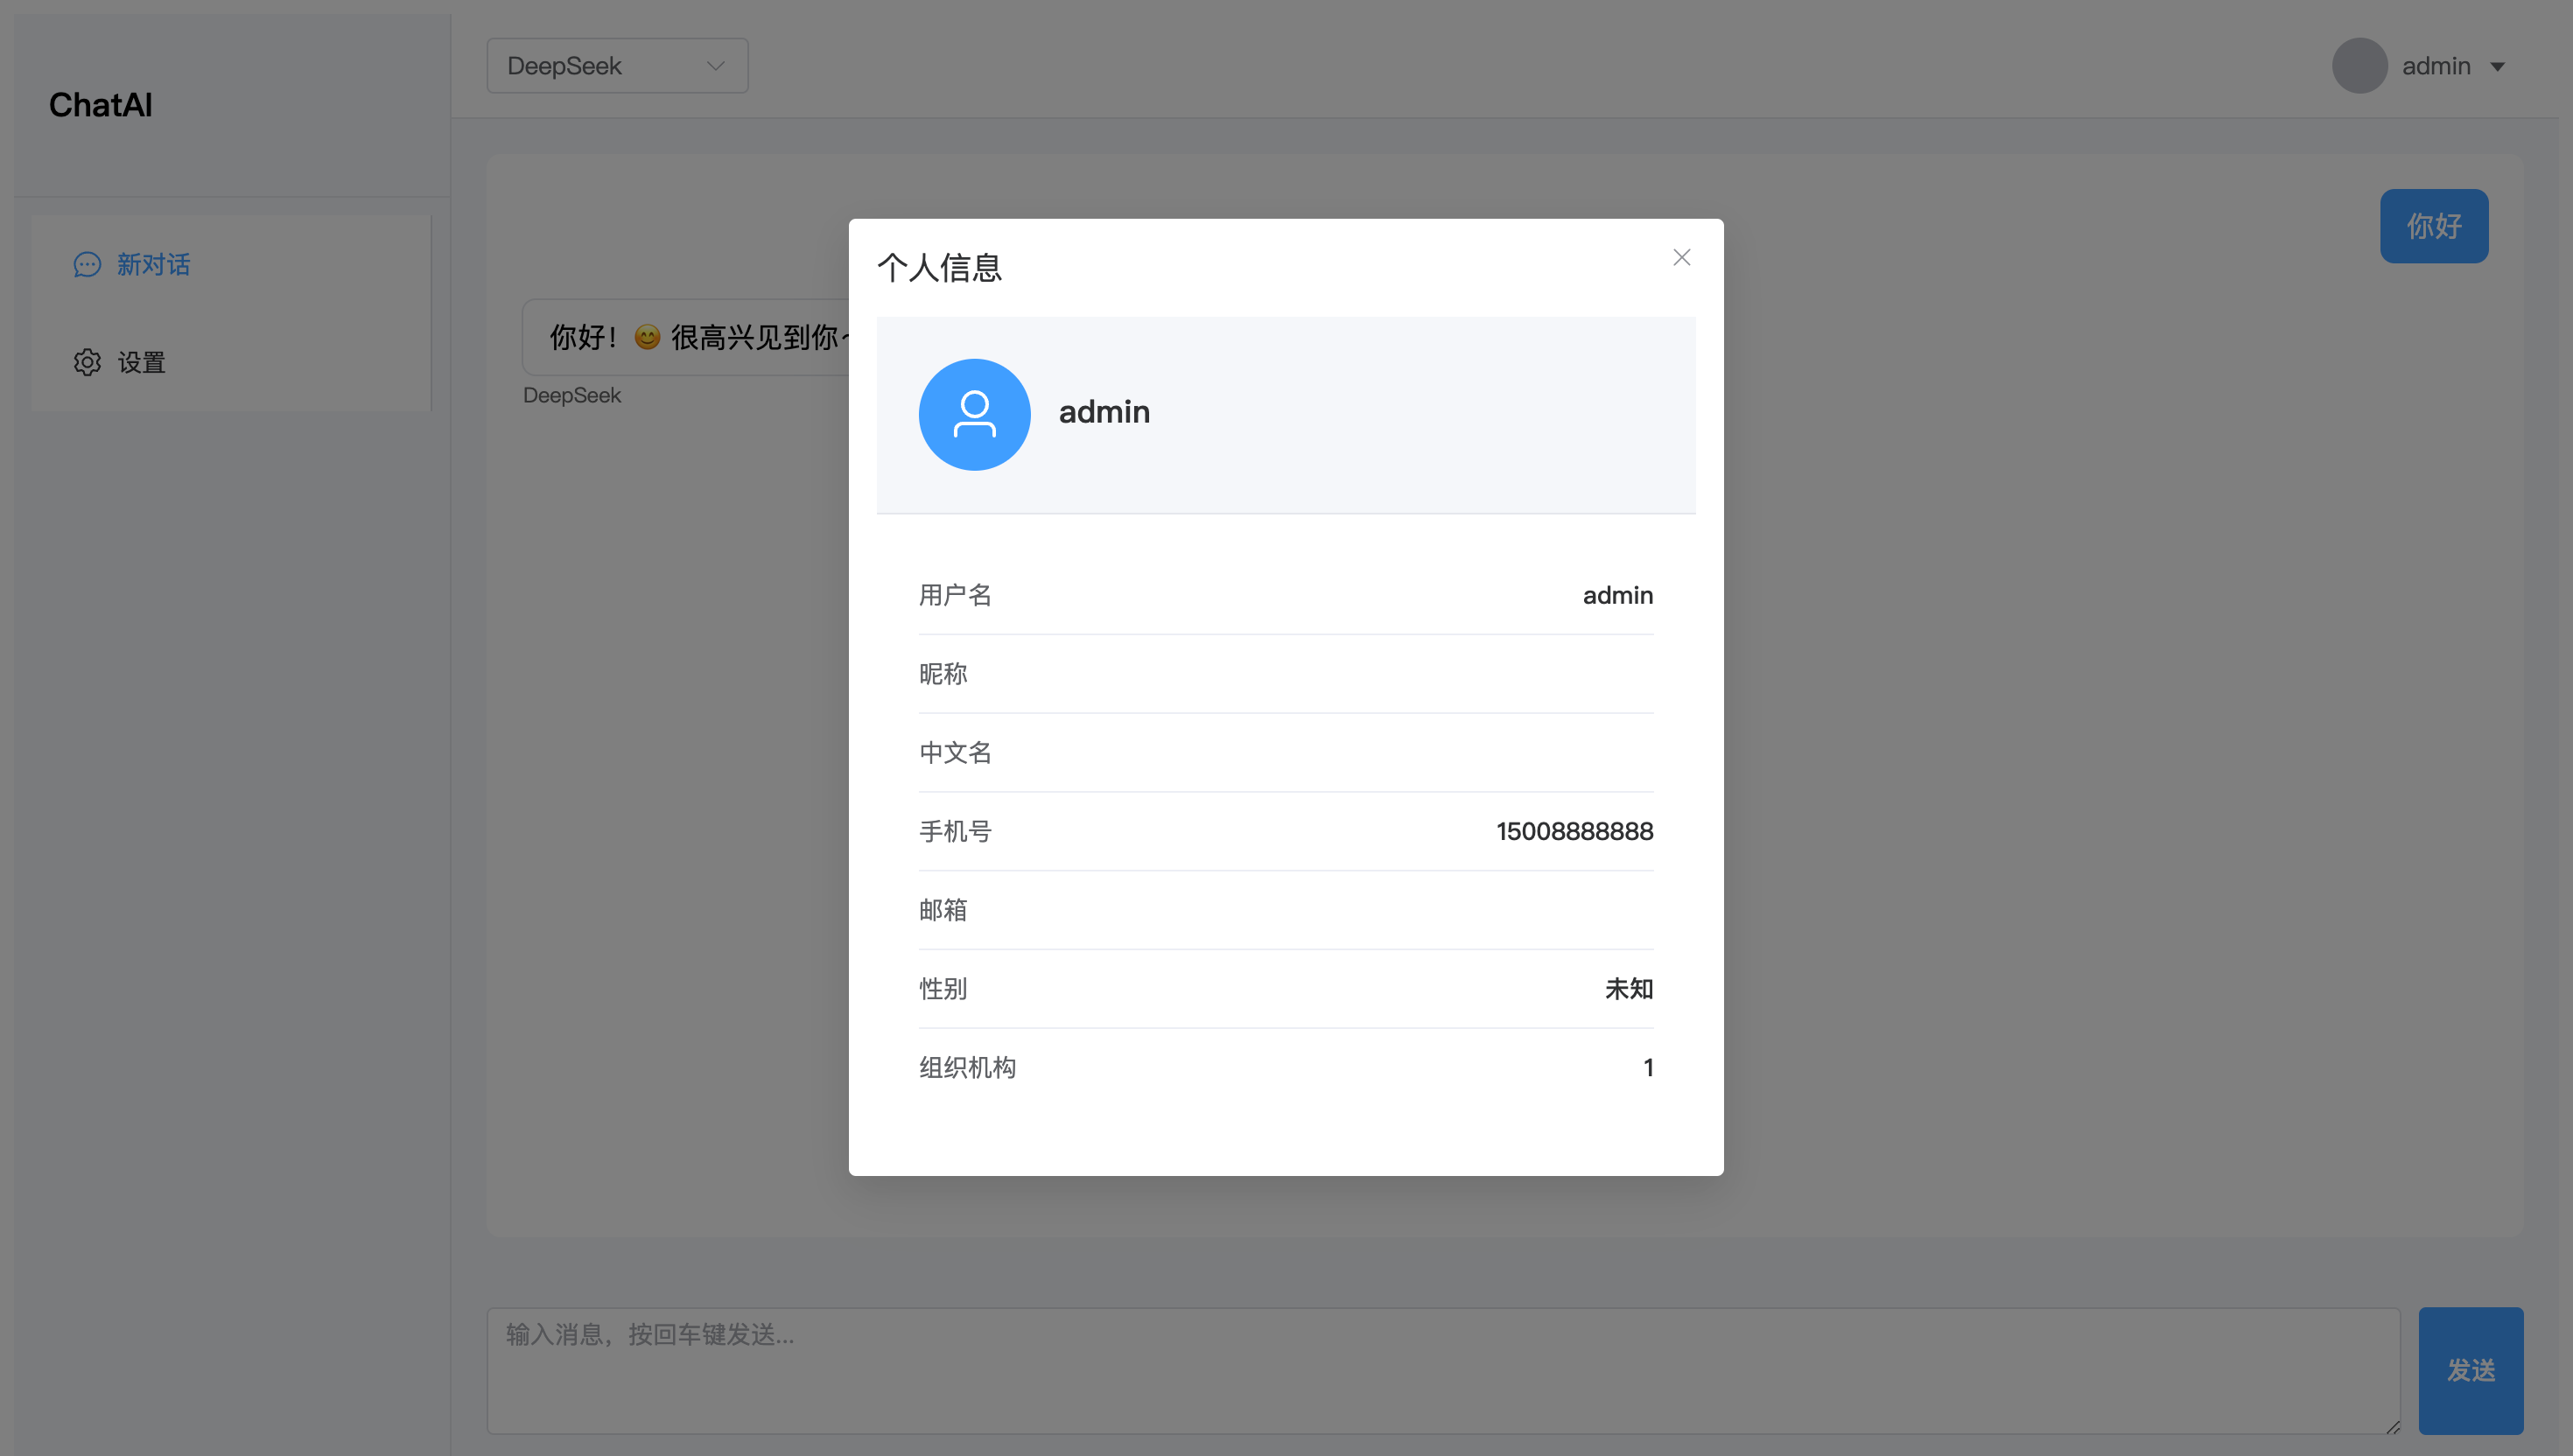 ChatAI
新对话
设置
DeepSeek
admin
你好
你好！😊 很高兴见到你~
DeepSeek
个人信息
admin
用户名 admin
昵称
中文名
手机号 15008888888
邮箱
性别 未知
组织机构 1
输入消息，按回车键发送...
发送